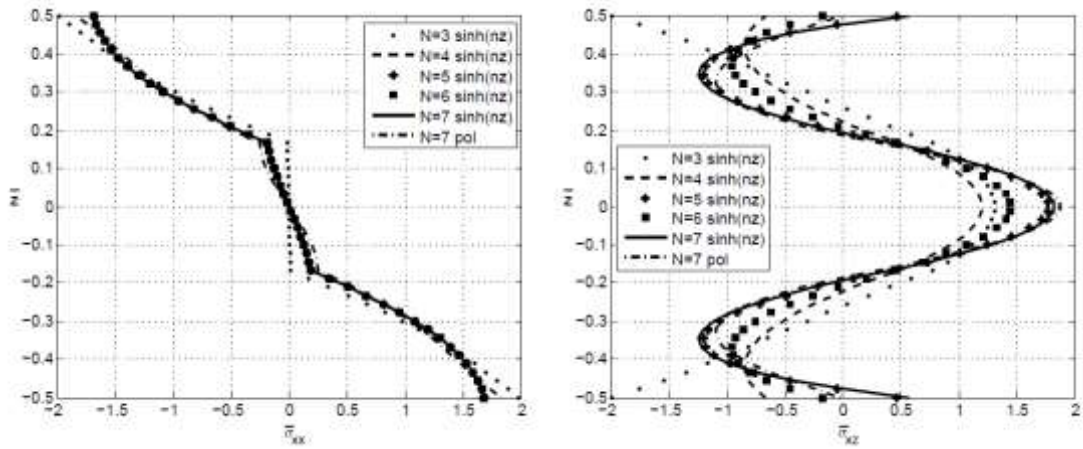 0.5
0.4
0.3
0.2
0.1
0
−0.1
−0.2
−0.3
−0.4
−0.5
−2
−1.5
−1
−0.5
0
0.5
1
1.5
2
σ̅xx
N=3 sinh(nz)
N=4 sinh(nz)
N=5 sinh(nz)
N=6 sinh(nz)
N=7 sinh(nz)
N=7 pol
0.5
0.4
0.3
0.2
0.1
0
−0.1
−0.2
−0.3
−0.4
−0.5
−2
−1.5
−1
−0.5
0
0.5
1
1.5
2
σ̅xz
N=3 sinh(nz)
N=4 sinh(nz)
N=5 sinh(nz)
N=6 sinh(nz)
N=7 sinh(nz)
N=7 pol